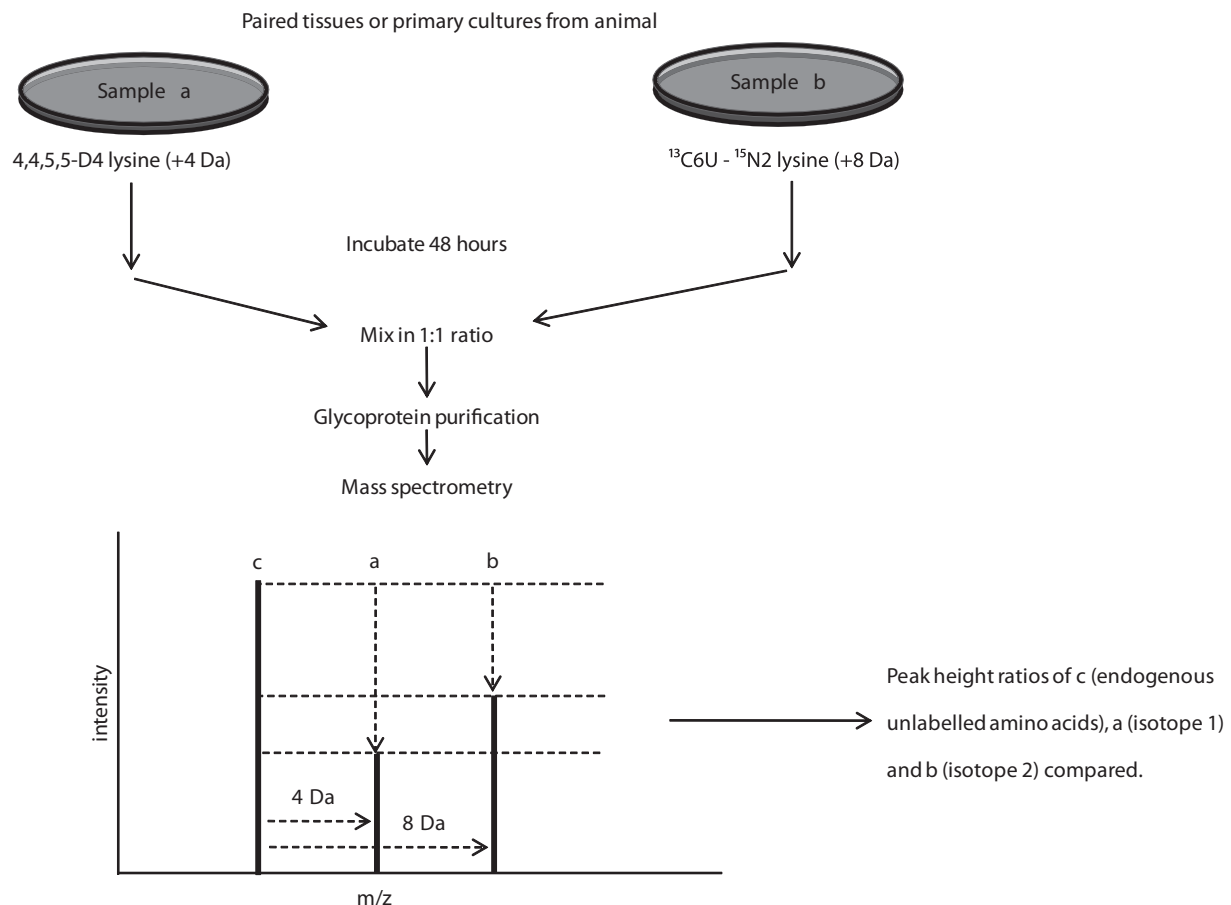 Paired tissues or primary cultures from animal
Sample a
Sample b
4,4,5,5-D4 lysine (+4 Da)
¹³C6U - ¹⁵N2 lysine (+8 Da)
Incubate 48 hours
Mix in 1:1 ratio
Glycoprotein purification
Mass spectrometry
c
a
b
intensity
4 Da
8 Da
m/z
Peak height ratios of c (endogenous
unlabelled amino acids), a (isotope 1)
and b (isotope 2) compared.